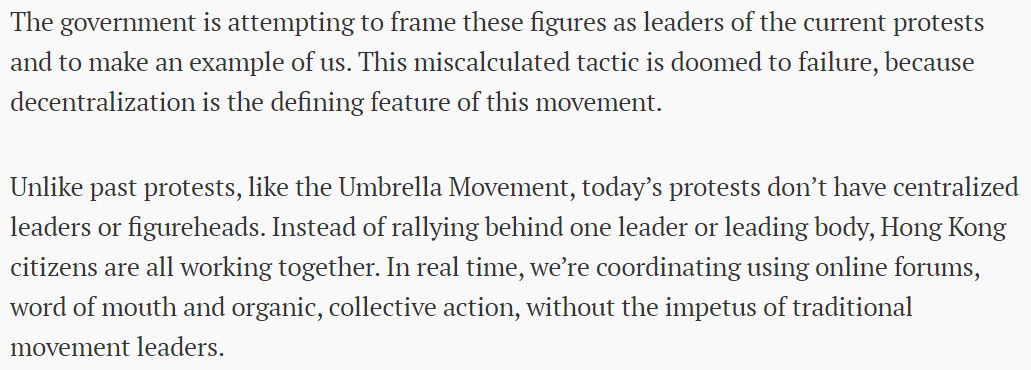 The government is attempting to frame these figures as leaders of the current protests
and to make an example of us. This miscalculated tactic is doomed to failure, because
decentralization is the defining feature of this movement.
Unlike past protests, like the Umbrella Movement, today’s protests don’t have centralized
leaders or figureheads. Instead of rallying behind one leader or leading body, Hong Kong
citizens are all working together. In real time, we’re coordinating using online forums,
word of mouth and organic, collective action, without the impetus of traditional
movement leaders.